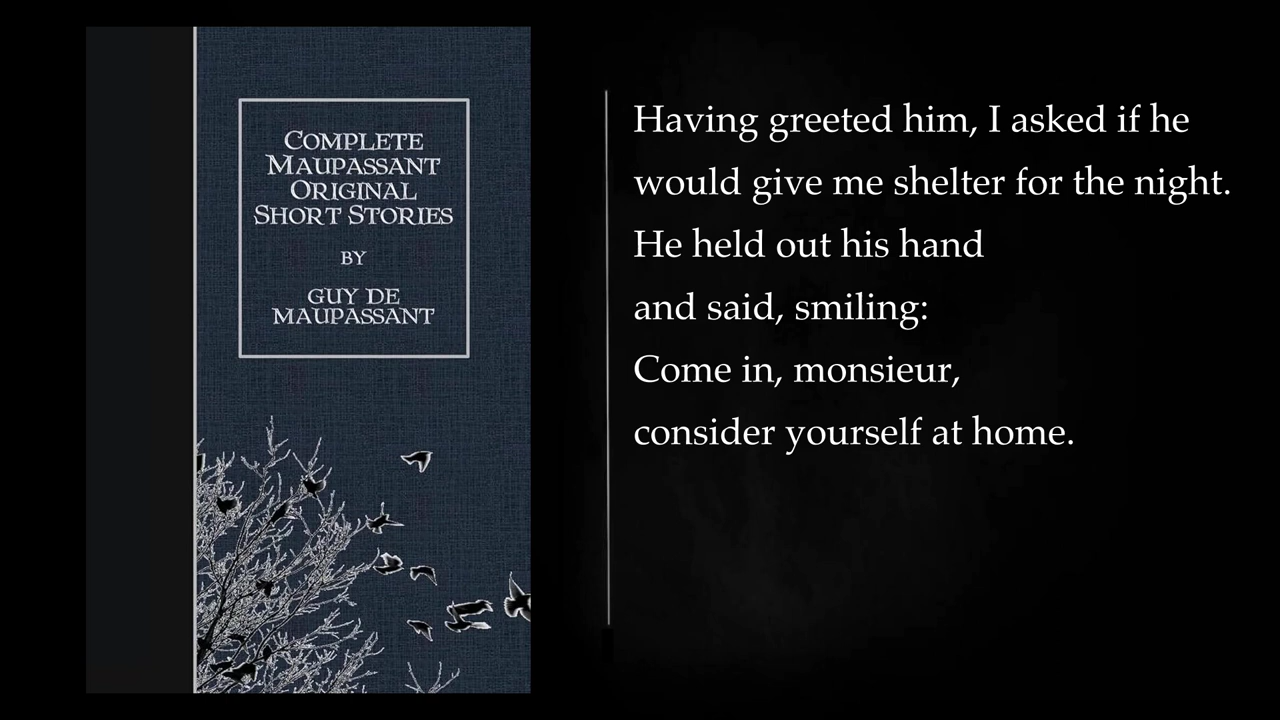 COMPLETE
MAUPASSANT
ORIGINAL
SHORT STORIES
BY
GUY DE
MAUPASSANT
Having greeted him, I asked if he
would give me shelter for the night.
He held out his hand
and said, smiling:
Come in, monsieur,
consider yourself at home.